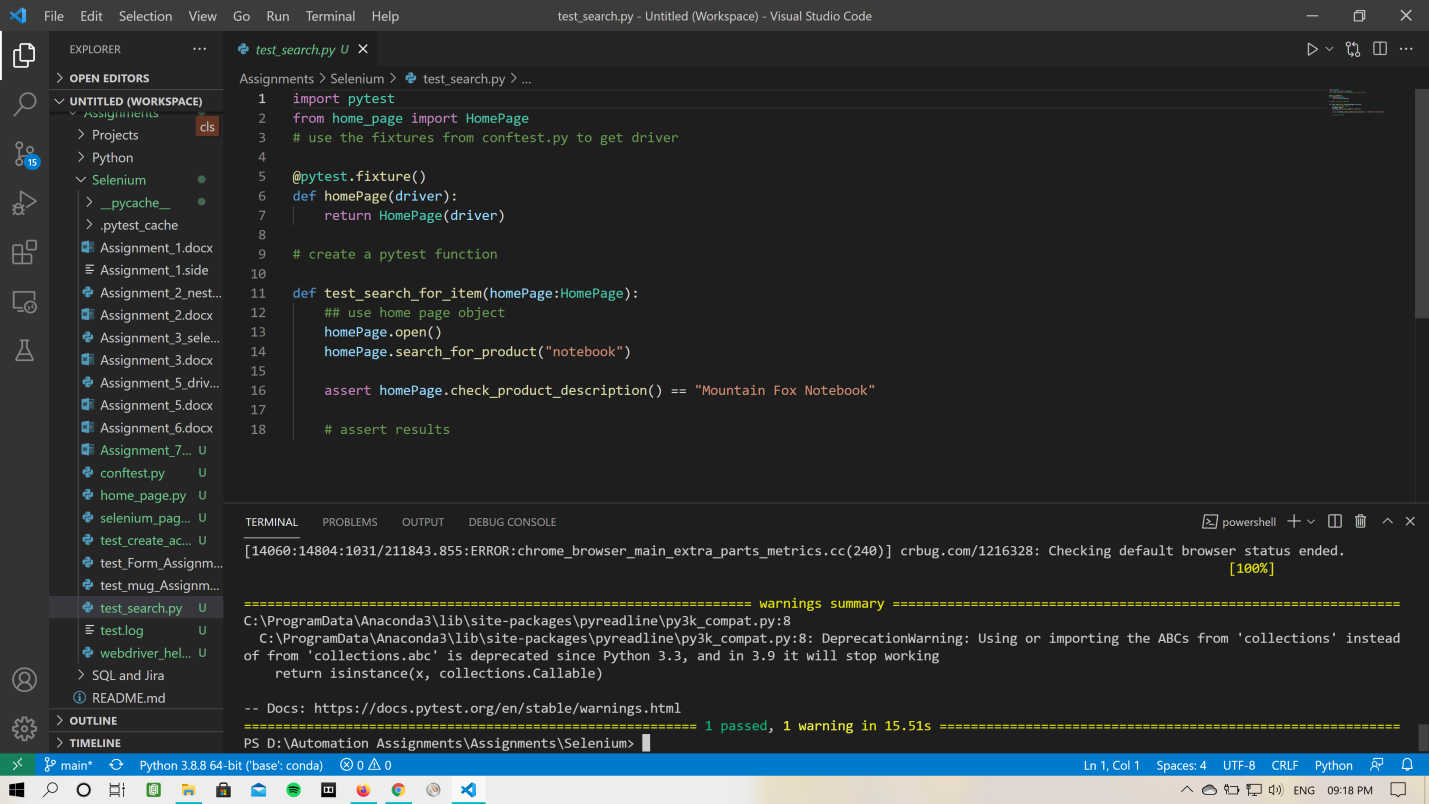 File Edit Selection View Go Run Terminal Help test_search.py - Untitled (Workspace) - Visual Studio Code
EXPLORER
OPEN EDITORS
UNTITLED (WORKSPACE)
Assignments
cls
Projects
Python
Selenium
__pycache__
.pytest_cache
Assignment_1.docx
Assignment_1.side
Assignment_2_nest...
Assignment_2.docx
Assignment_3_sele...
Assignment_3.docx
Assignment_5_driv...
Assignment_5.docx
Assignment_6.docx
Assignment_7... U
conftest.py U
home_page.py U
selenium_pag... U
test_create_ac... U
test_Form_Assignm...
test_mug_Assignm...
test_search.py U
test.log U
webdriver_hel... U
SQL and Jira
README.md
OUTLINE
TIMELINE
15
test_search.py U
Assignments > Selenium > test_search.py > ...
1 import pytest
2 from home_page import HomePage
3 # use the fixtures from conftest.py to get driver
4
5 @pytest.fixture()
6 def homePage(driver):
7 return HomePage(driver)
8
9 # create a pytest function
10
11 def test_search_for_item(homePage:HomePage):
12 ## use home page object
13 homePage.open()
14 homePage.search_for_product("notebook")
15
16 assert homePage.check_product_description() == "Mountain Fox Notebook"
17
18 # assert results
TERMINAL PROBLEMS OUTPUT DEBUG CONSOLE powershell
[14060:14804:1031/211843.855:ERROR:chrome_browser_main_extra_parts_metrics.cc(240)] crbug.com/1216328: Checking default browser status ended.
[100%]
================================================================== warnings summary ==================================================================
C:\ProgramData\Anaconda3\lib\site-packages\pyreadline\py3k_compat.py:8
C:\ProgramData\Anaconda3\lib\site-packages\pyreadline\py3k_compat.py:8: DeprecationWarning: Using or importing the ABCs from 'collections' instead
of from 'collections.abc' is deprecated since Python 3.3, and in 3.9 it will stop working
return isinstance(x, collections.Callable)
-- Docs: https://docs.pytest.org/en/stable/warnings.html
=========================================================== 1 passed, 1 warning in 15.51s ============================================================
PS D:\Automation Assignments\Assignments\Selenium>
main* Python 3.8.8 64-bit ('base': conda) 0 0 Ln 1, Col 1 Spaces: 4 UTF-8 CRLF Python
ENG 09:18 PM